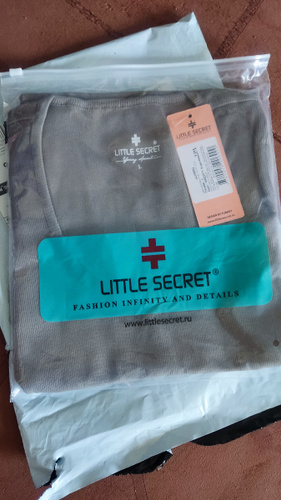 LITTLE SECRET
L
LITTLE SECRET
LITTLE SECRET®
FASHION INFINITY AND DETAILS
www.littlesecret.ru